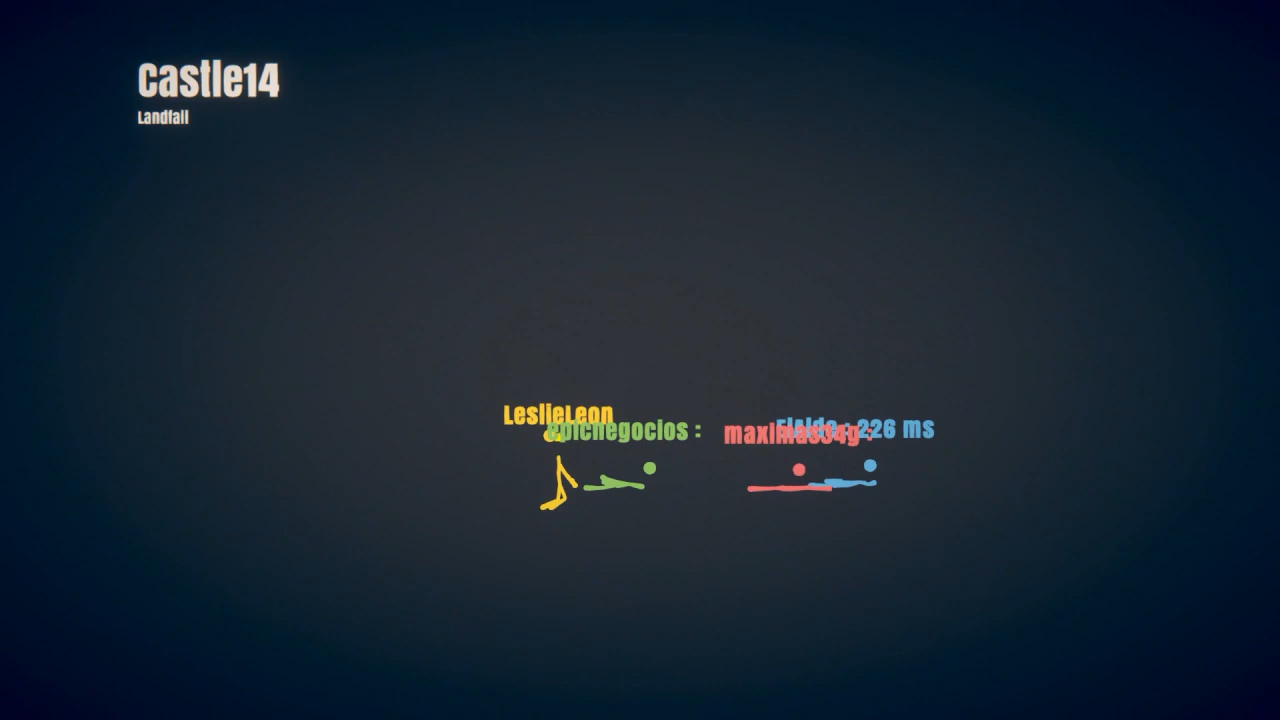 Castle14
Landfall
LeslieLeon
epicnegocios :
maximas34g :
226 ms